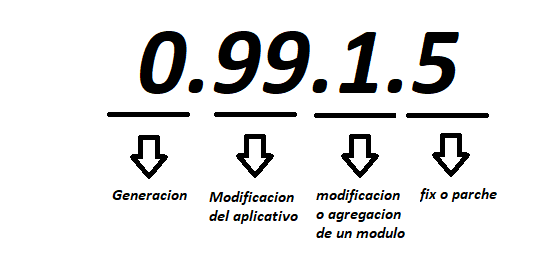 0.99.1.5
Generacion
Modificacion
del aplicativo
modificacion
o agregacion
de un modulo
fix o parche